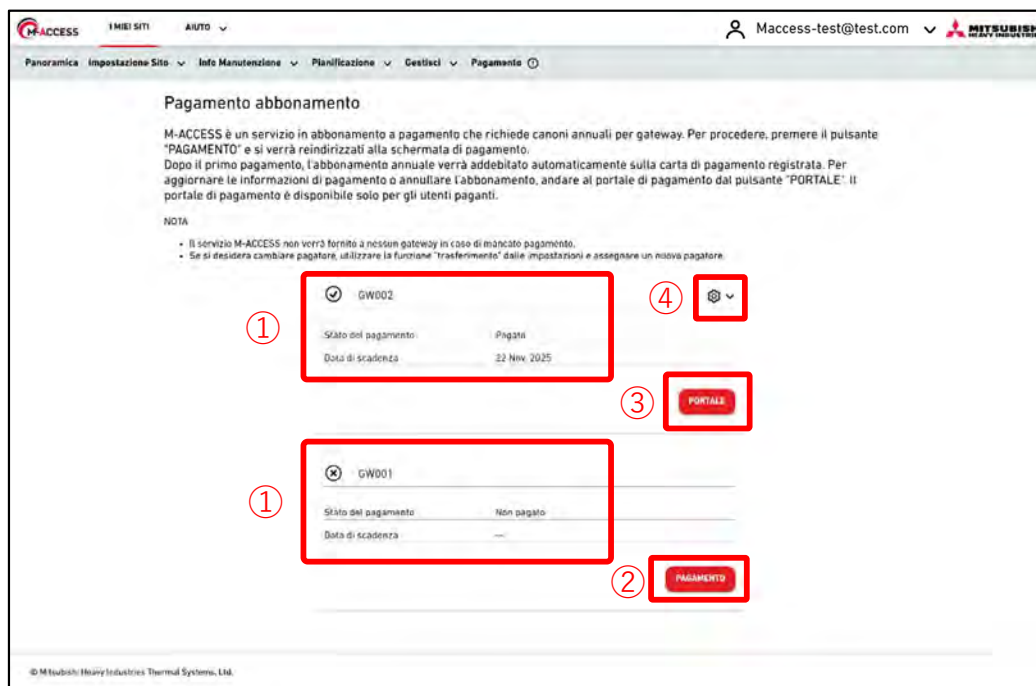 M-ACCESS I MIEI SITI AIUTO Maccess-test@test.com MITSUBISHI
HEAVY INDUSTRIES
Panoramica Impostazione Sito Info Manutenzione Pianificazione Gestisci Pagamento
Pagamento abbonamento
M-ACCESS è un servizio in abbonamento a pagamento che richiede canoni annuali per gateway. Per procedere, premere il pulsante
"PAGAMENTO" e si verrà reindirizzati alla schermata di pagamento.
Dopo il primo pagamento, l'abbonamento annuale verrà addebitato automaticamente sulla carta di pagamento registrata. Per
aggiornare le informazioni di pagamento o annullare l'abbonamento, andare al portale di pagamento dal pulsante "PORTALE". Il
portale di pagamento è disponibile solo per gli utenti paganti.
NOTA
• Il servizio M-ACCESS non verrà fornito a nessun gateway in caso di mancato pagamento.
• Se si desidera cambiare pagatore, utilizzare la funzione "trasferimento" dalle impostazioni e assegnare un nuovo pagatore.
① GW002 ④
Stato del pagamento Pagato
Data di scadenza 22 Nov, 2025
③ PORTALE
① GW001
Stato del pagamento Non pagato
Data di scadenza ---
② PAGAMENTO
© Mitsubishi Heavy Industries Thermal Systems, Ltd.